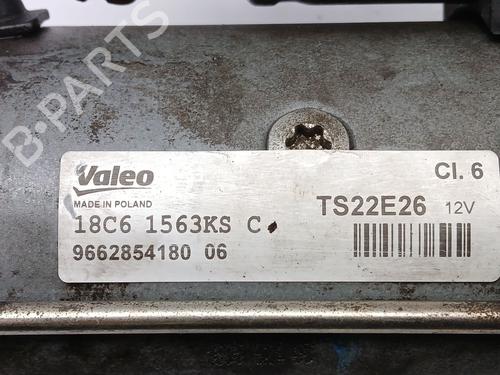 B-PARTS
Valeo
Cl. 6
MADE IN POLAND
TS22E26 12V
18C6 1563KS C
9662854180 06